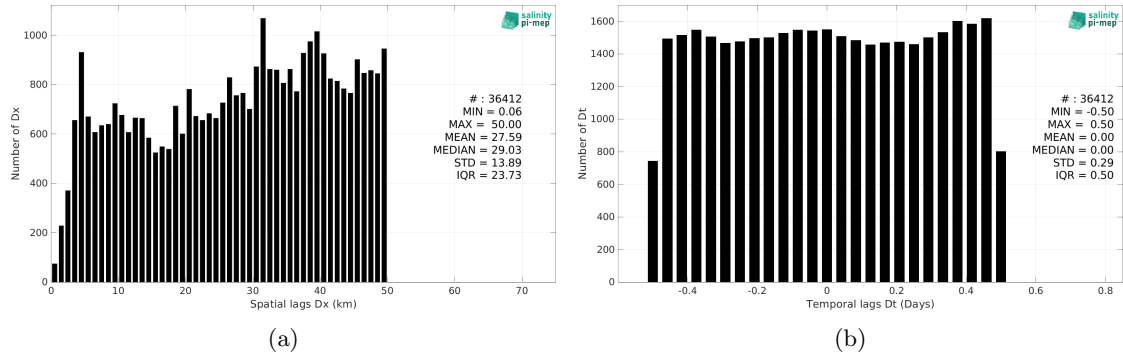 salinity
pi-mep
Number of Dx
1000
800
600
400
200
0
# : 36412
MIN = 0.06
MAX = 50.00
MEAN = 27.59
MEDIAN = 29.03
STD = 13.89
IQR = 23.73
0 10 20 30 40 50 60 70
Spatial lags Dx (km)
(a)
salinity
pi-mep
Number of Dt
1600
1400
1200
1000
800
600
400
200
0
# : 36412
MIN = -0.50
MAX = 0.50
MEAN = 0.00
MEDIAN = 0.00
STD = 0.29
IQR = 0.50
-0.4 -0.2 0 0.2 0.4 0.6 0.8
Temporal lags Dt (Days)
(b)